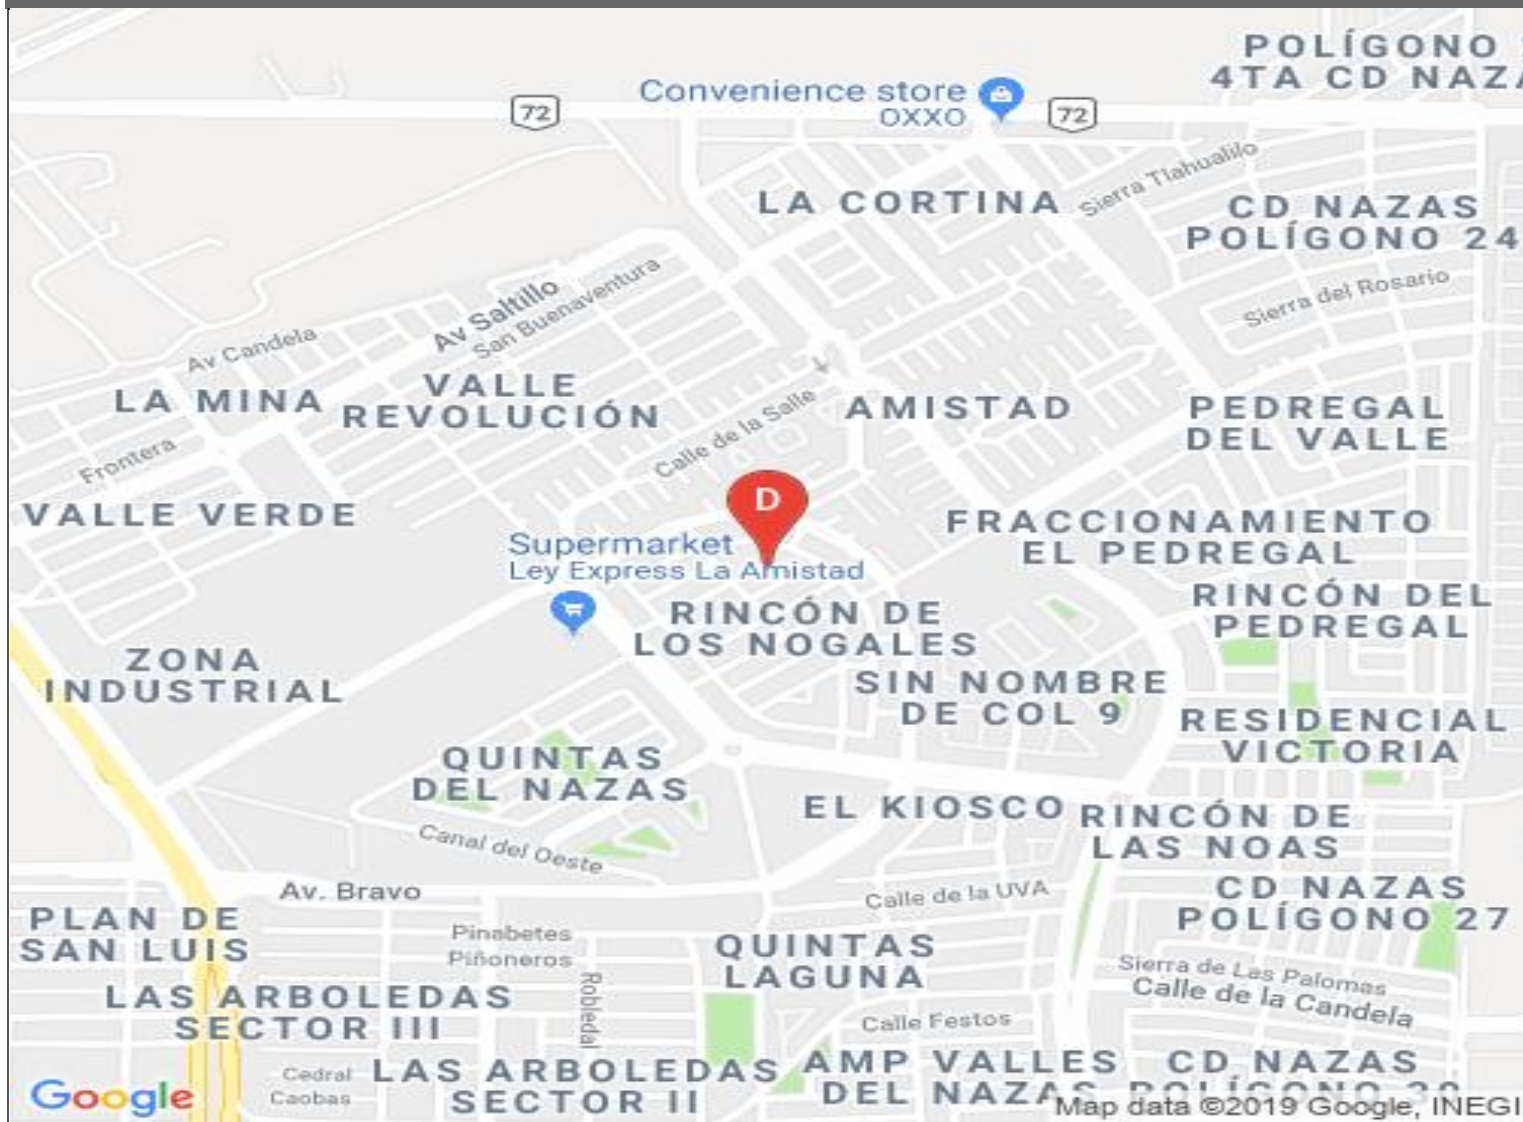 POLÍGONO
4TA CD NAZA
Convenience store
OXXO
72
72
Sierra Tlahualilo
LA CORTINA
CD NAZAS
POLÍGONO 24
Sierra del Rosario
Av Saltillo
San Buenaventura
Av Candela
LA MINA
VALLE
REVOLUCIÓN
Calle de la Salle
AMISTAD
PEDREGAL
DEL VALLE
Frontera
VALLE VERDE
D
FRACCIONAMIENTO
EL PEDREGAL
Supermarket
Ley Express La Amistad
RINCÓN DE
LOS NOGALES
RINCÓN DEL
PEDREGAL
ZONA
INDUSTRIAL
SIN NOMBRE
DE COL 9
RESIDENCIAL
VICTORIA
QUINTAS
DEL NAZAS
EL KIOSCO
RINCÓN DE
LAS NOAS
Canal del Oeste
Av. Bravo
Calle de la UVA
CD NAZAS
POLÍGONO 27
PLAN DE
SAN LUIS
Pinabetes
Piñoneros
QUINTAS
LAGUNA
Sierra de Las Palomas
Calle de la Candela
Robledal
LAS ARBOLEDAS
SECTOR III
Calle Festos
Cedral
Caobas
LAS ARBOLEDAS
SECTOR II
AMP VALLES
DEL NAZAS
CD NAZAS
POLÍGONO
Google
Map data ©2019 Google, INEGI